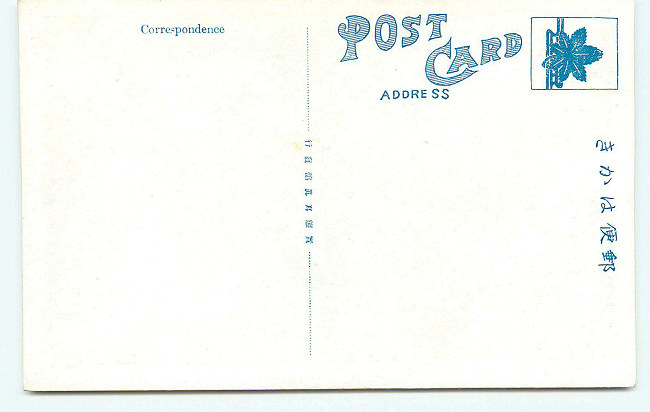 Correspondence
POST
CARD
ADDRESS
きかは便郵